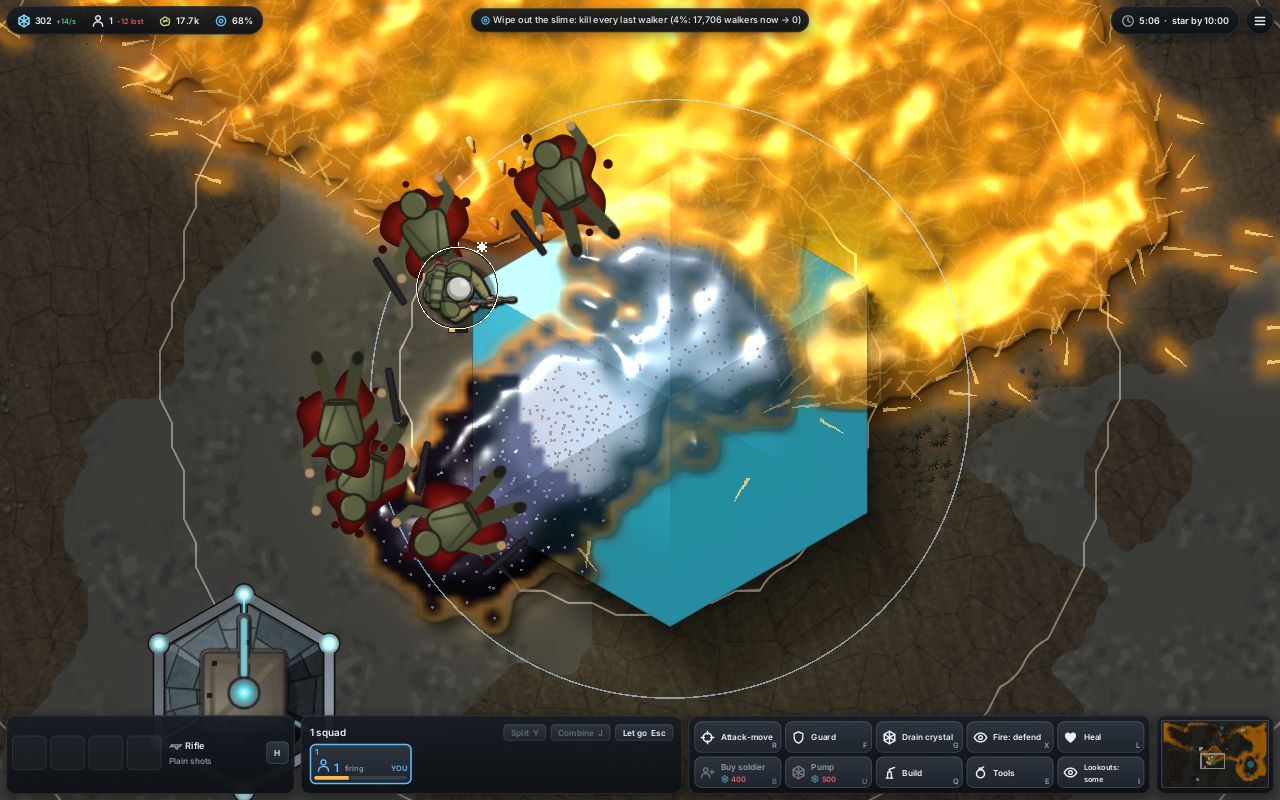 302 +14/s 1 -12 lost 17.7k 68%
Wipe out the slime: kill every last walker (4%: 17,706 walkers now → 0)
5:06 · star by 10:00
Rifle
Plain shots
H
1 squad
Split Y Combine J Let go Esc
1
1 firing YOU
Attack-move R
Guard F
Drain crystal G
Fire: defend X
Heal L
Buy soldier 400 B
Pump 500 U
Build Q
Tools E
Lookouts: some I